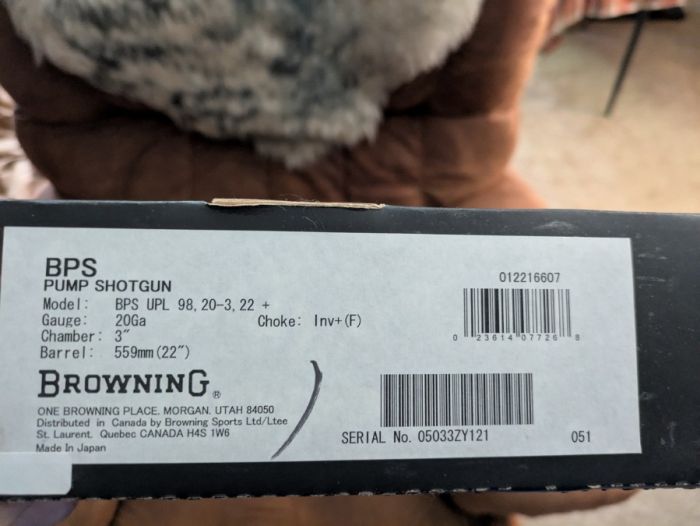 BPS
PUMP SHOTGUN
Model: BPS UPL 98, 20-3, 22 +
Gauge: 20Ga Choke: Inv+(F)
Chamber: 3"
Barrel: 559mm(22")
BROWNING®
ONE BROWNING PLACE, MORGAN, UTAH 84050
Distributed in Canada by Browning Sports Ltd/Ltee
St. Laurent. Quebec CANADA H4S 1W6
Made In Japan
012216607
0 23614 07726 8
SERIAL No. 05033ZY121 051